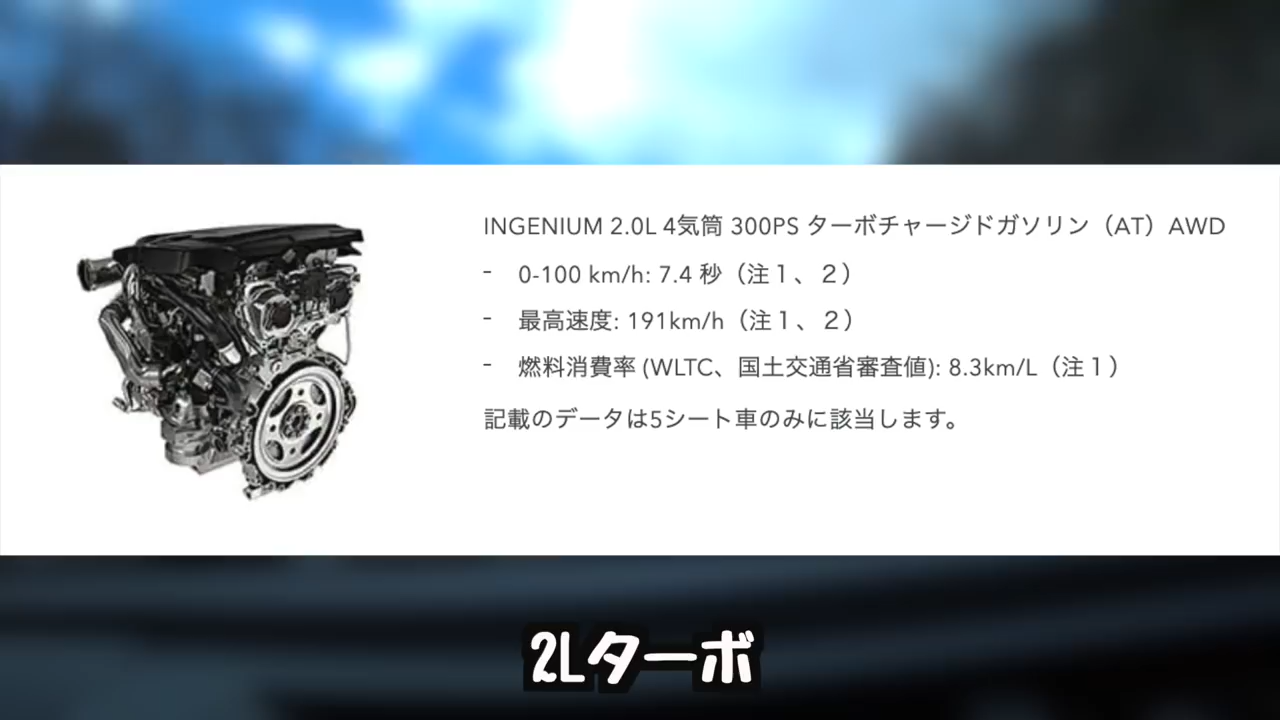 INGENIUM 2.0L 4気筒 300PS ターボチャージドガソリン（AT）AWD
- 0-100 km/h: 7.4 秒（注１、２）
- 最高速度: 191km/h（注１、２）
- 燃料消費率 (WLTC、国土交通省審査値): 8.3km/L（注１）
記載のデータは5シート車のみに該当します。
2Lターボ